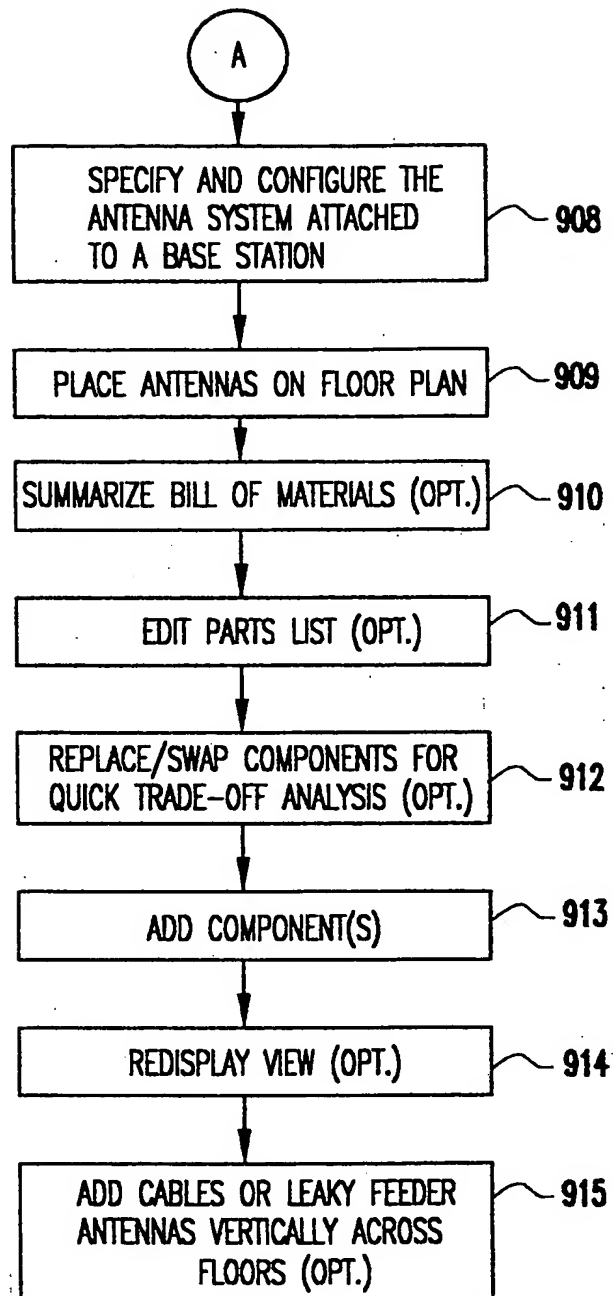 A
SPECIFY AND CONFIGURE THE
ANTENNA SYSTEM ATTACHED
TO A BASE STATION
908
PLACE ANTENNAS ON FLOOR PLAN
909
SUMMARIZE BILL OF MATERIALS (OPT.)
910
EDIT PARTS LIST (OPT.)
911
REPLACE/SWAP COMPONENTS FOR
QUICK TRADE-OFF ANALYSIS (OPT.)
912
ADD COMPONENT(S)
913
REDISPLAY VIEW (OPT.)
914
ADD CABLES OR LEAKY FEEDER
ANTENNAS VERTICALLY ACROSS
FLOORS (OPT.)
915